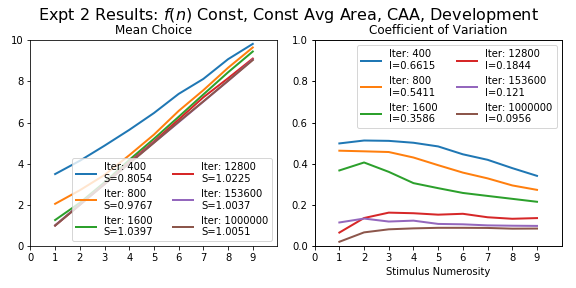 Expt 2 Results: f(n) Const, Const Avg Area, CAA, Development
Mean Choice
10
8
6
4
2
0
0 1 2 3 4 5 6 7 8 9
Iter: 400
S=0.8054
Iter: 800
S=0.9767
Iter: 1600
S=1.0397
Iter: 12800
S=1.0225
Iter: 153600
S=1.0037
Iter: 1000000
S=1.0051
Coefficient of Variation
1.0
0.8
0.6
0.4
0.2
0.0
0 1 2 3 4 5 6 7 8 9
Iter: 400
I=0.6615
Iter: 800
I=0.5411
Iter: 1600
I=0.3586
Iter: 12800
I=0.1844
Iter: 153600
I=0.121
Iter: 1000000
I=0.0956
Stimulus Numerosity